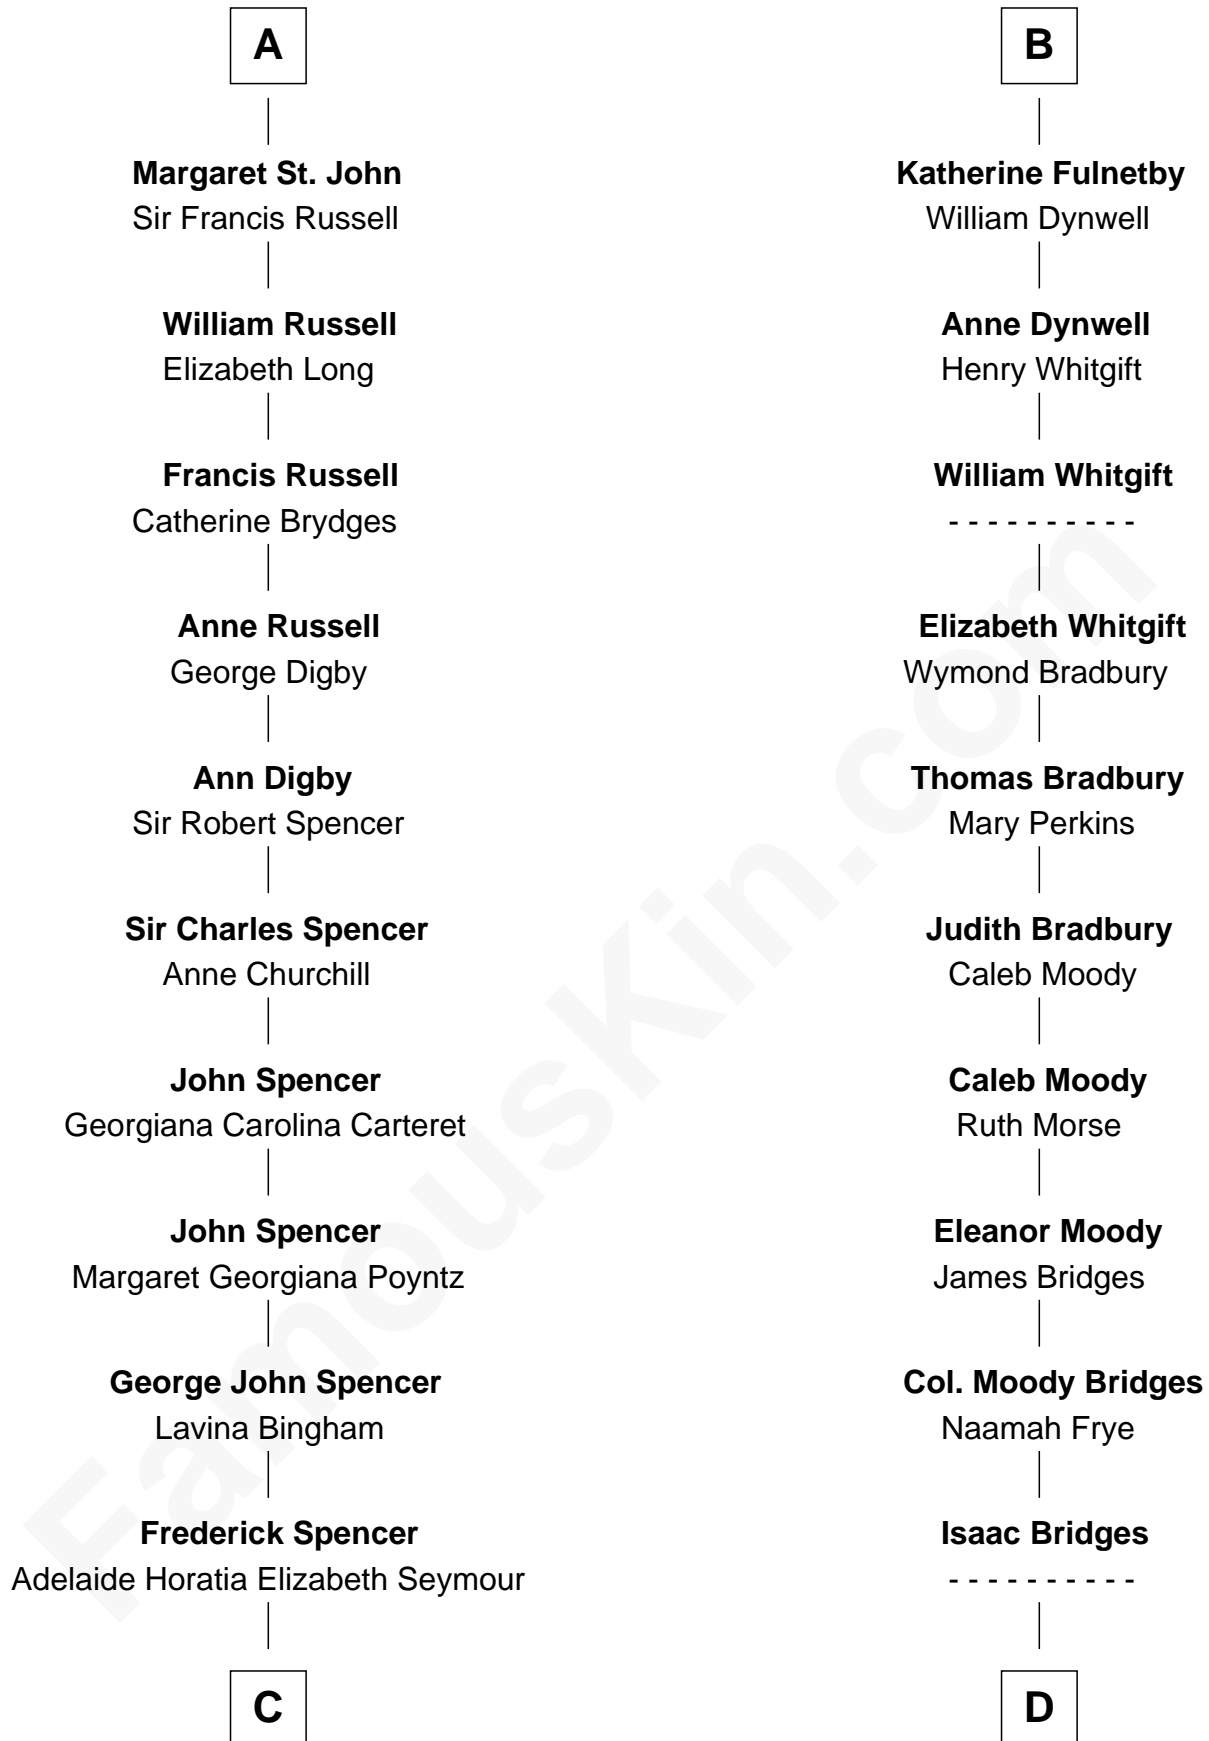 A
Margaret St. John
Sir Francis Russell
William Russell
Elizabeth Long
Francis Russell
Catherine Brydges
Anne Russell
George Digby
Ann Digby
Sir Robert Spencer
Sir Charles Spencer
Anne Churchill
John Spencer
Georgiana Carolina Carteret
John Spencer
Margaret Georgiana Poyntz
George John Spencer
Lavina Bingham
Frederick Spencer
Adelaide Horatia Elizabeth Seymour
C
B
Katherine Fulnetby
William Dynwell
Anne Dynwell
Henry Whitgift
William Whitgift
- - - - - - - - - -
Elizabeth Whitgift
Wymond Bradbury
Thomas Bradbury
Mary Perkins
Judith Bradbury
Caleb Moody
Caleb Moody
Ruth Morse
Eleanor Moody
James Bridges
Col. Moody Bridges
Naamah Frye
Isaac Bridges
- - - - - - - - - -
D
FamousKin.com